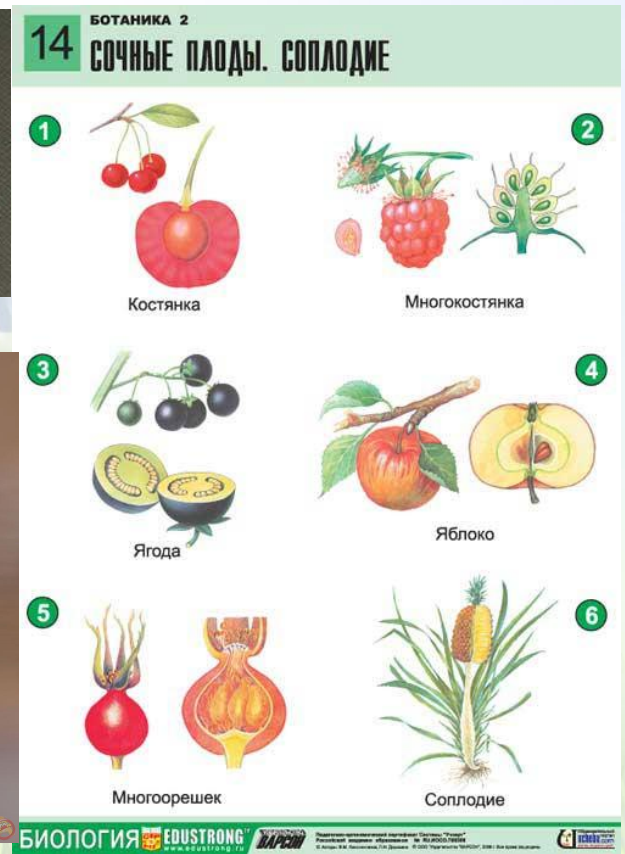 14
БОТАНИКА 2
СОЧНЫЕ ПЛОДЫ. СОПЛОДИЕ
1
2
Костянка
Многокостянка
3
4
Ягода
Яблоко
5
6
Многоорешек
Соплодие
БИОЛОГИЯ EDUSTRONG ВАРСОН
www.edustrong.ru